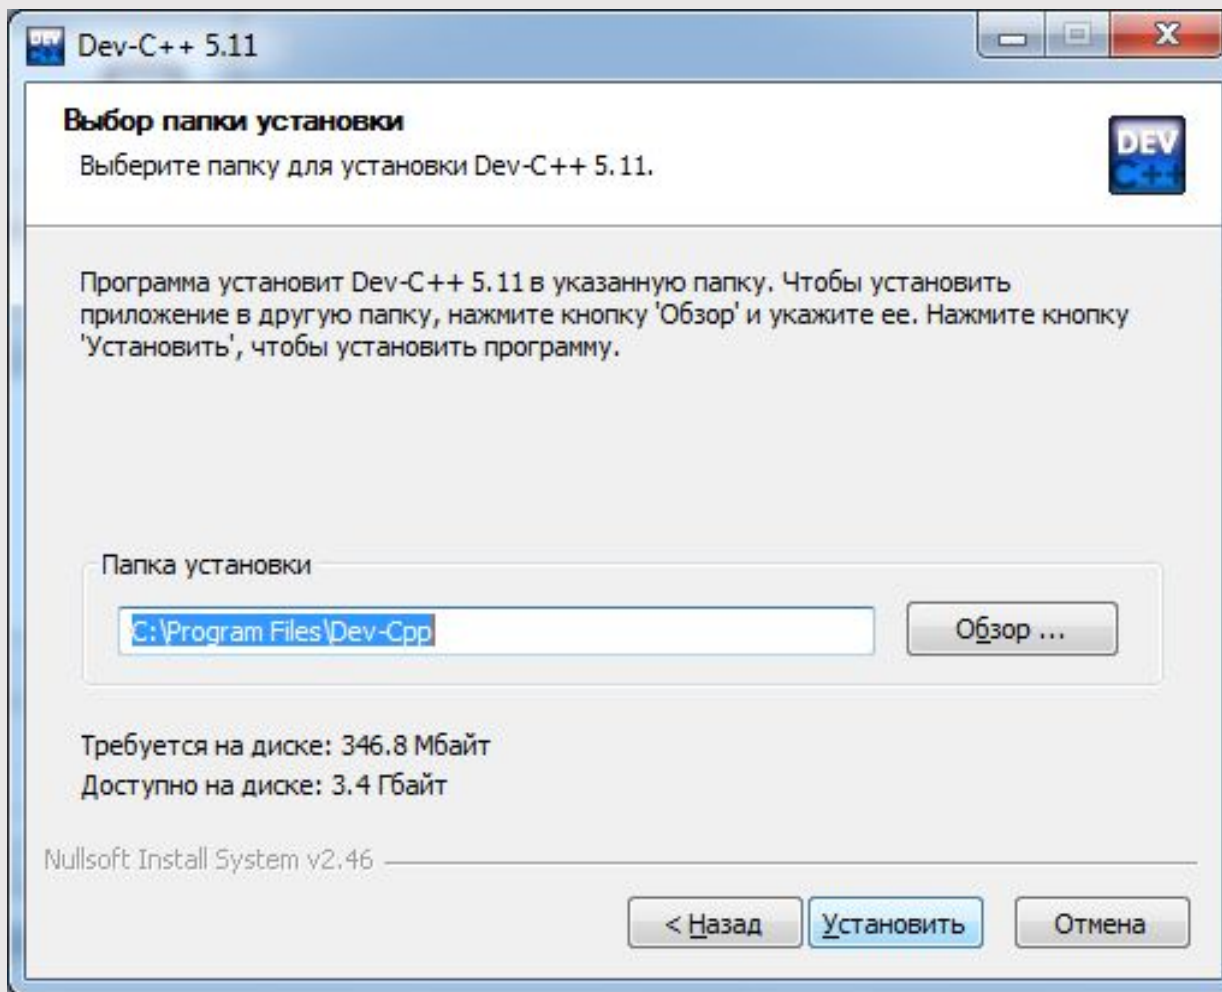 DEV C++
Dev-C++ 5.11
Выбор папки установки
Выберите папку для установки Dev-C++ 5.11.
DEV
C++
Программа установит Dev-C++ 5.11 в указанную папку. Чтобы установить
приложение в другую папку, нажмите кнопку 'Обзор' и укажите ее. Нажмите кнопку
'Установить', чтобы установить программу.
Папка установки
C:\Program Files\Dev-Cpp
Обзор ...
Требуется на диске: 346.8 Мбайт
Доступно на диске: 3.4 Гбайт
Nullsoft Install System v2.46
< Назад
Установить
Отмена